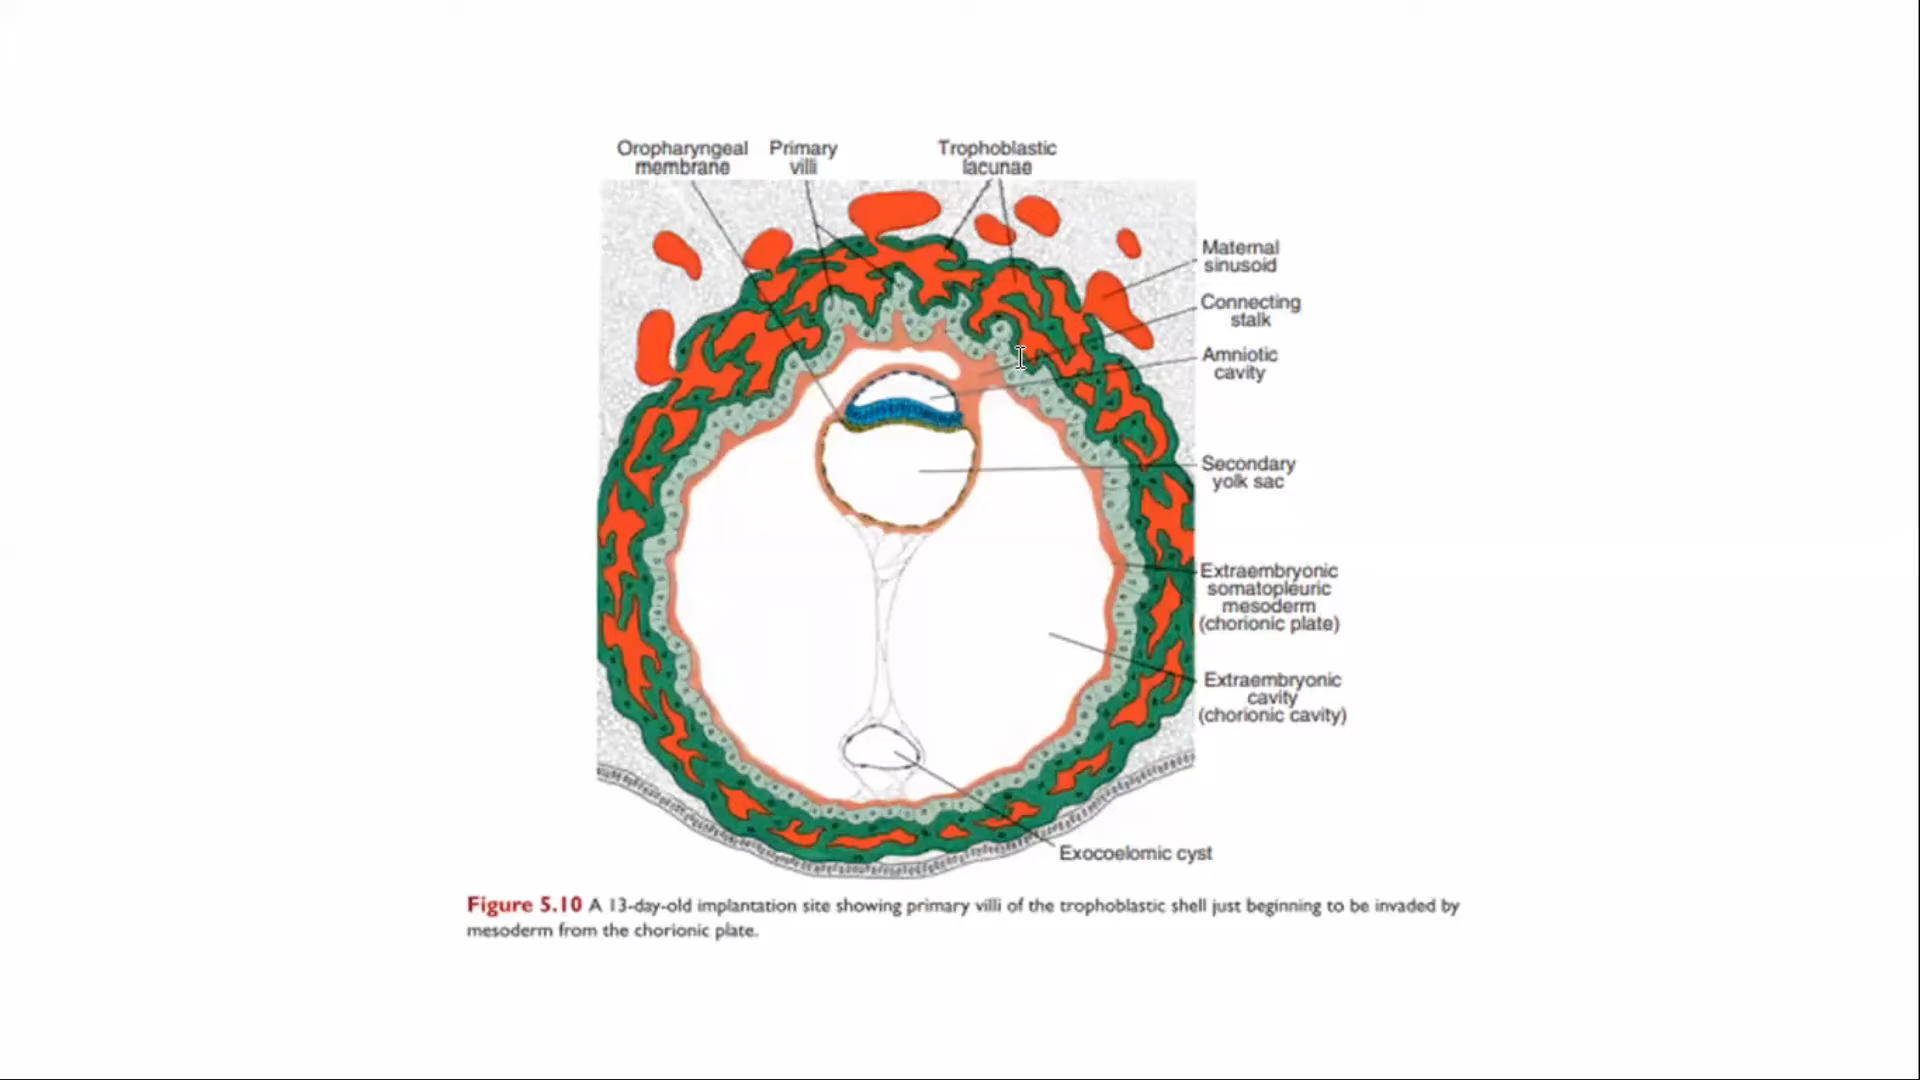 Oropharyngeal
membrane
Primary
villi
Trophoblastic
lacunae
Maternal
sinusoid
Connecting
stalk
Amniotic
cavity
Secondary
yolk sac
Extraembryonic
somatopleuric
mesoderm
(chorionic plate)
Extraembryonic
cavity
(chorionic cavity)
Exocoelomic cyst
Figure 5.10 A 13-day-old implantation site showing primary villi of the trophoblastic shell just beginning to be invaded by
mesoderm from the chorionic plate.